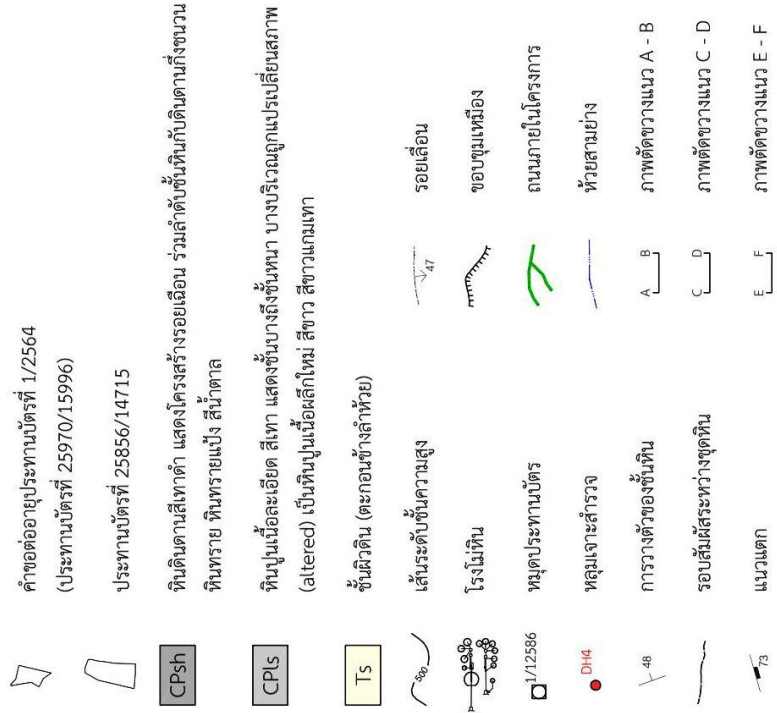 คำขอต่ออายุประทานบัตรที่ 1/2564
(ประทานบัตรที่ 25970/15996)
ประทานบัตรที่ 25856/14715
CPsh
หินดินดานสีเทาดำ แสดงโครงสร้างรอยเฉือน ร่วมลำดับชั้นหินกับดินดานกึ่งชนวน
หินทราย หินทรายแป้ง สีน้ำตาล
CPls
หินปูนเนื้อละเอียด สีเทา แสดงชั้นบางถึงชั้นหนา บางบริเวณถูกแปรเปลี่ยนสภาพ
(altered) เป็นหินปูนเนื้อผลึกใหม่ สีขาว สีขาวแกมเทา
Ts
ชั้นผิวดิน (ตะกอนข้างลำห้วย)
500
เส้นระดับชั้นความสูง
47
รอยเลื่อน
โรงโม่หิน
ขอบขุมเหมือง
1/12586
หมุดประทานบัตร
ถนนภายในโครงการ
DH4
หลุมเจาะสำรวจ
ห้วยสามย่าง
48
การวางตัวของชั้นหิน
A B
ภาพตัดขวางแนว A - B
รอบสัมผัสระหว่างชุดหิน
C D
ภาพตัดขวางแนว C - D
73
แนวแตก
E F
ภาพตัดขวางแนว E - F